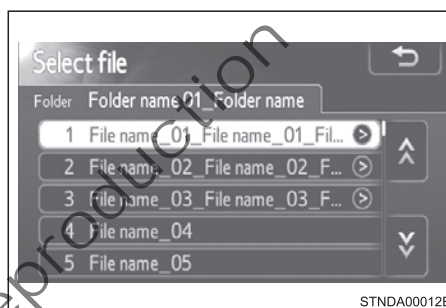 Select file
Folder Folder name 01_Folder name
1 File name_01_File name_01_Fil...
2 File name_02_File name_02_F...
3 File name_03_File name_03_F...
4 File name_04
5 File name_05
reproduction
STNDA00012